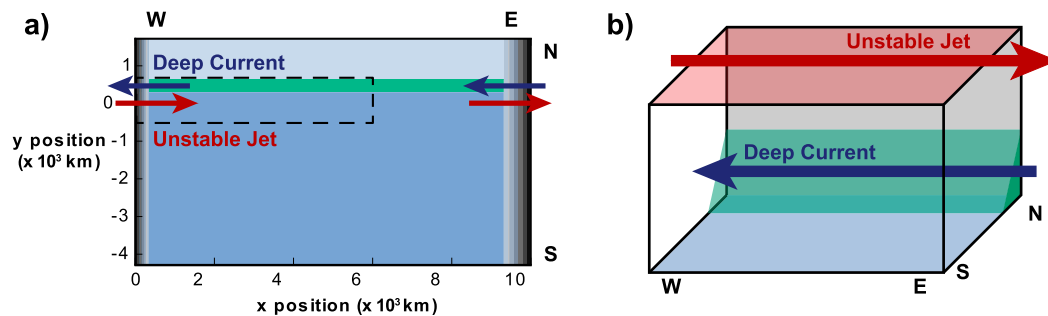 a)
W
E
N
Deep Current
Unstable Jet
S
1
0
-1
-2
-3
-4
y position
(x 10³ km)
0
2
4
6
8
10
x position (x 10³ km)
b)
Unstable Jet
Deep Current
N
S
W
E